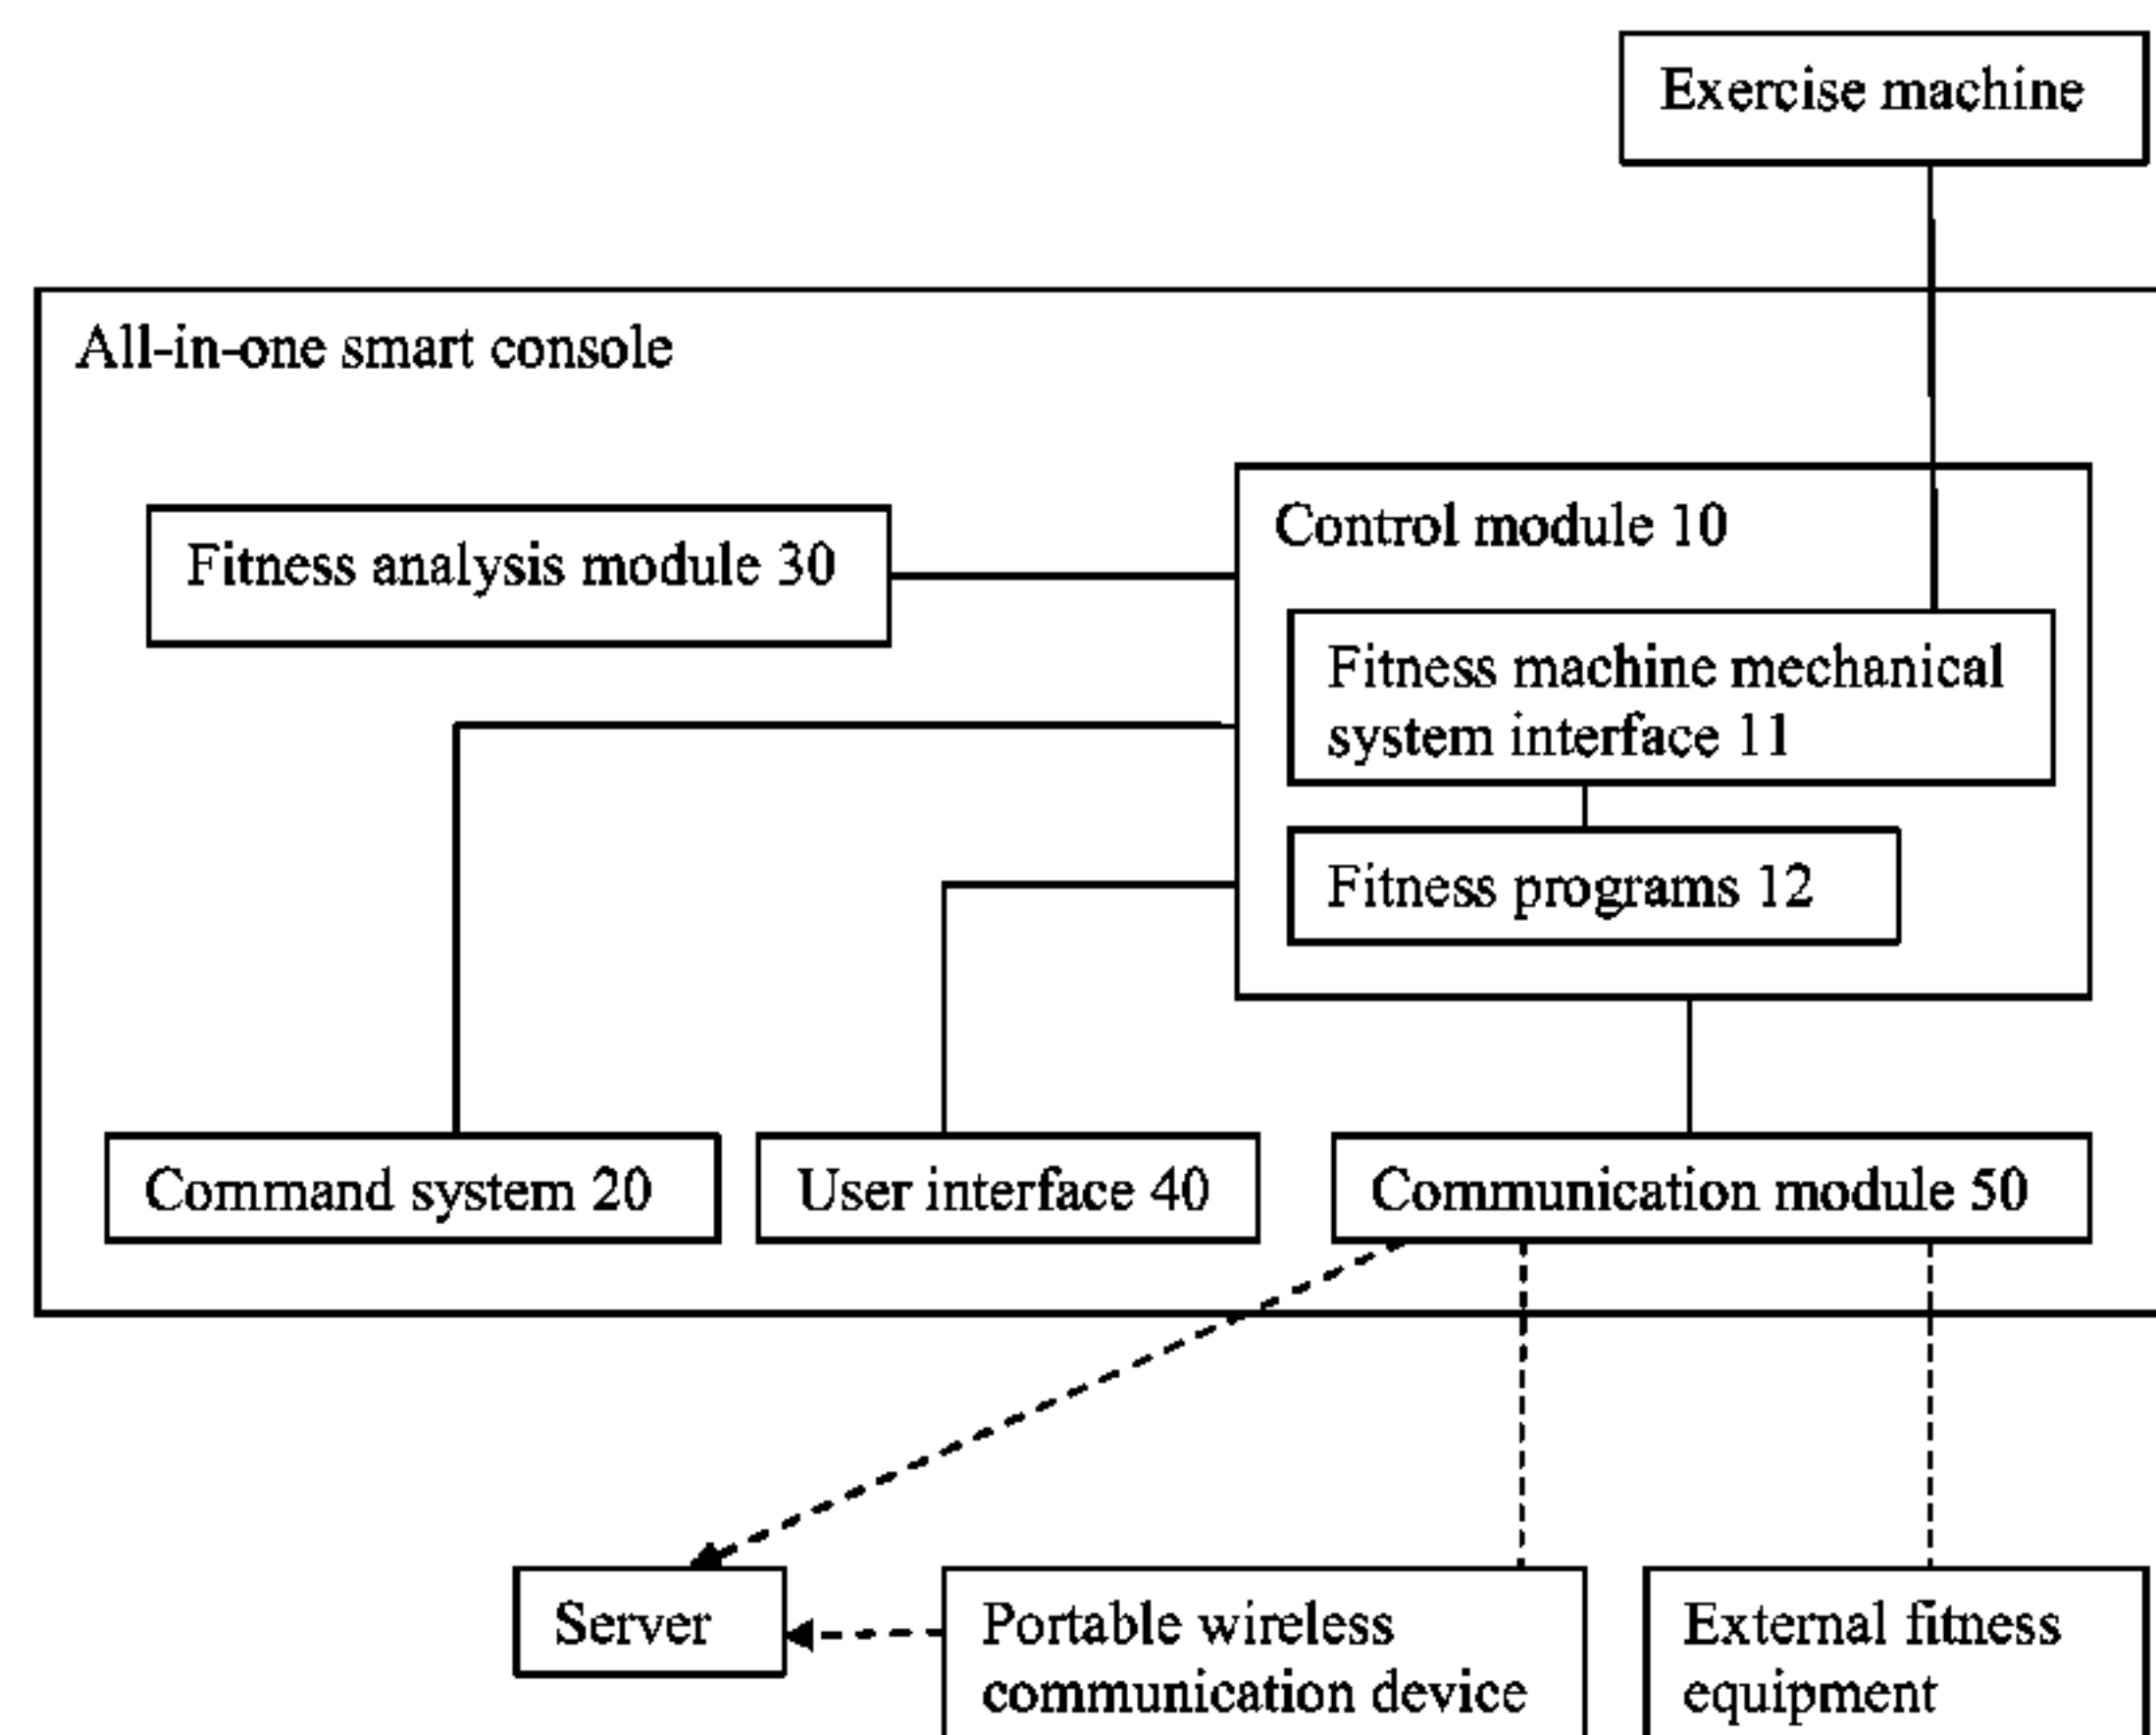 Exercise machine
All-in-one smart console
Control module 10
Fitness analysis module 30
Fitness machine mechanical
system interface 11
Fitness programs 12
Command system 20
User interface 40
Communication module 50
Server
Portable wireless
communication device
External fitness
equipment